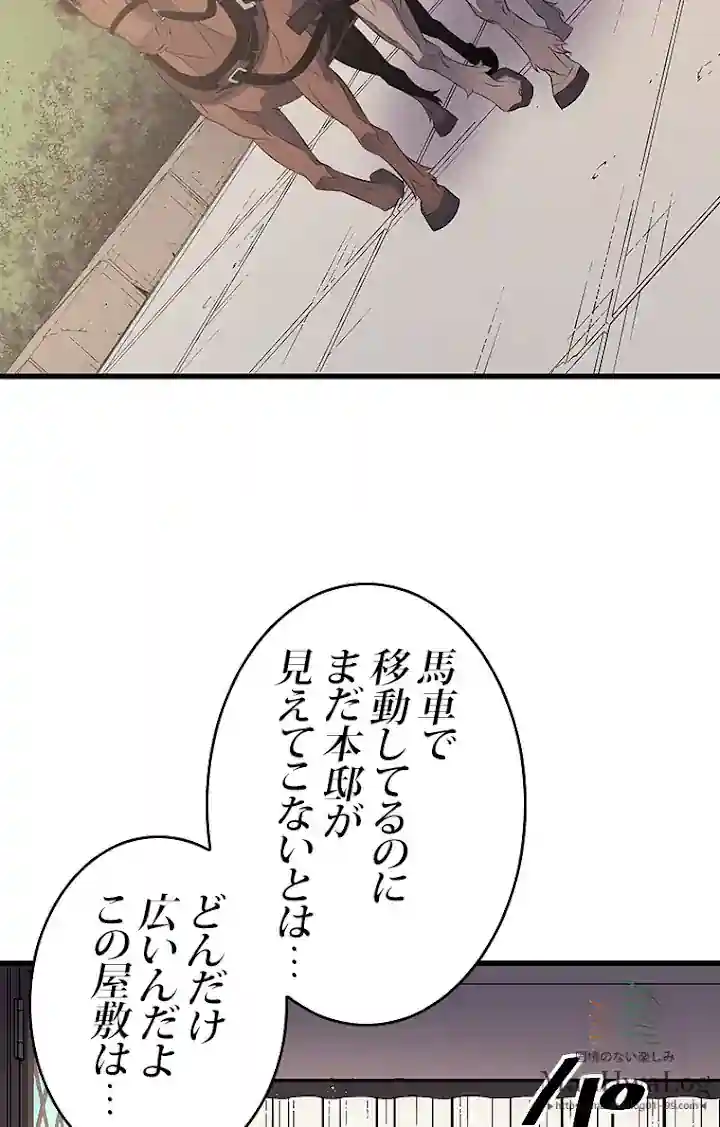 馬車で
移動してるのに
まだ本邸が
見えてこないとは…
どんだけ
広いんだよ
この屋敷は…